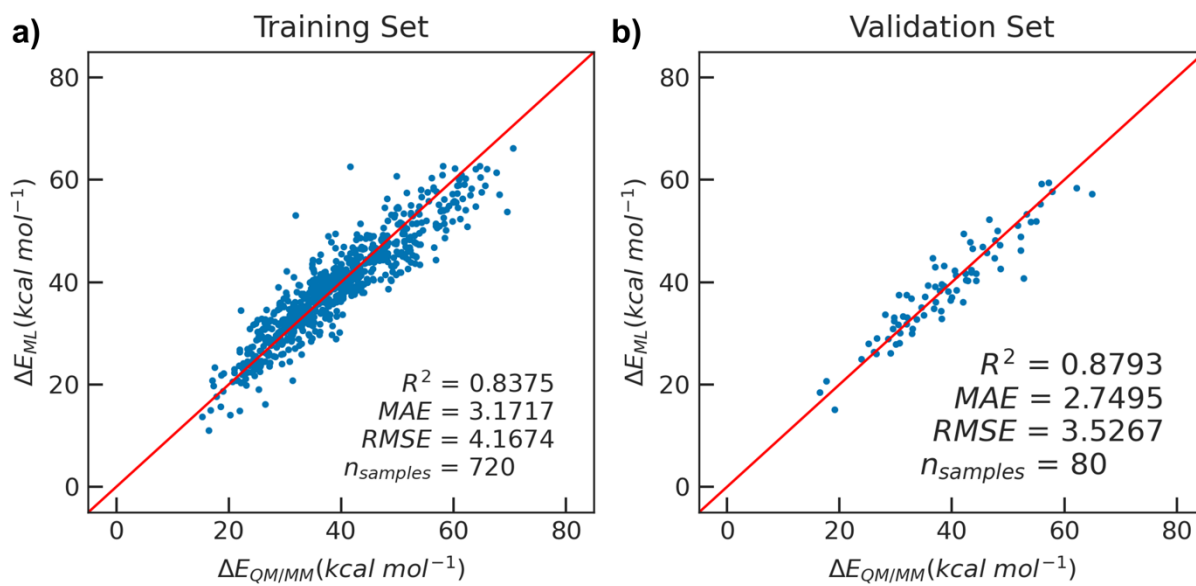 a)
Training Set
80
60
40
20
0
ΔE_ML(kcal mol⁻¹)
R² = 0.8375
MAE = 3.1717
RMSE = 4.1674
n_samples = 720
0 20 40 60 80
ΔE_QM/MM(kcal mol⁻¹)
b)
Validation Set
80
60
40
20
0
ΔE_ML(kcal mol⁻¹)
R² = 0.8793
MAE = 2.7495
RMSE = 3.5267
n_samples = 80
0 20 40 60 80
ΔE_QM/MM(kcal mol⁻¹)